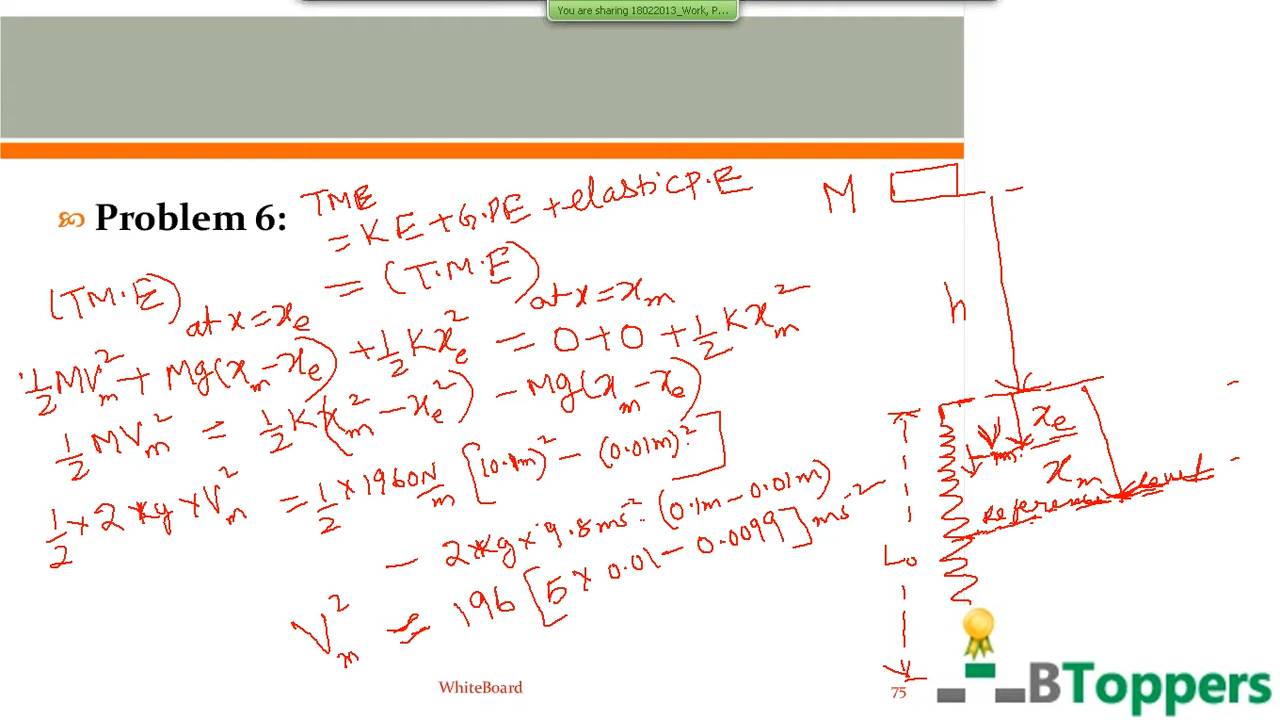 You are sharing 18022013_Work, P...
Problem 6:
TME
= KE + G.PE + elastic P.E
(TM.E) at x = xe = (T.M.E) at x = xm
1/2 MVm² + Mg(xm - xe) + 1/2 Kxe² = 0 + 0 + 1/2 Kxm²
1/2 MVm² = 1/2 K(xm² - xe²) - Mg(xm - xe)
1/2 × 2 kg × Vm² = 1/2 × 1960 N/m [(0.1m)² - (0.01m)²]
- 2 kg × 9.8 ms⁻² (0.1m - 0.01m)
Vm² = 196 [5 × 0.01 - 0.0099] ms⁻²
M
h
xe
Vm
xm
reference level
L₀
WhiteBoard
75
BToppers